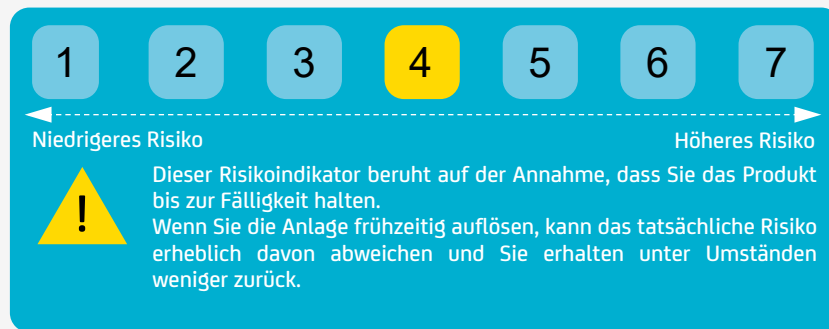 1 2 3 4 5 6 7
Niedrigeres Risiko Höheres Risiko
!
Dieser Risikoindikator beruht auf der Annahme, dass Sie das Produkt
bis zur Fälligkeit halten.
Wenn Sie die Anlage frühzeitig auflösen, kann das tatsächliche Risiko
erheblich davon abweichen und Sie erhalten unter Umständen
weniger zurück.